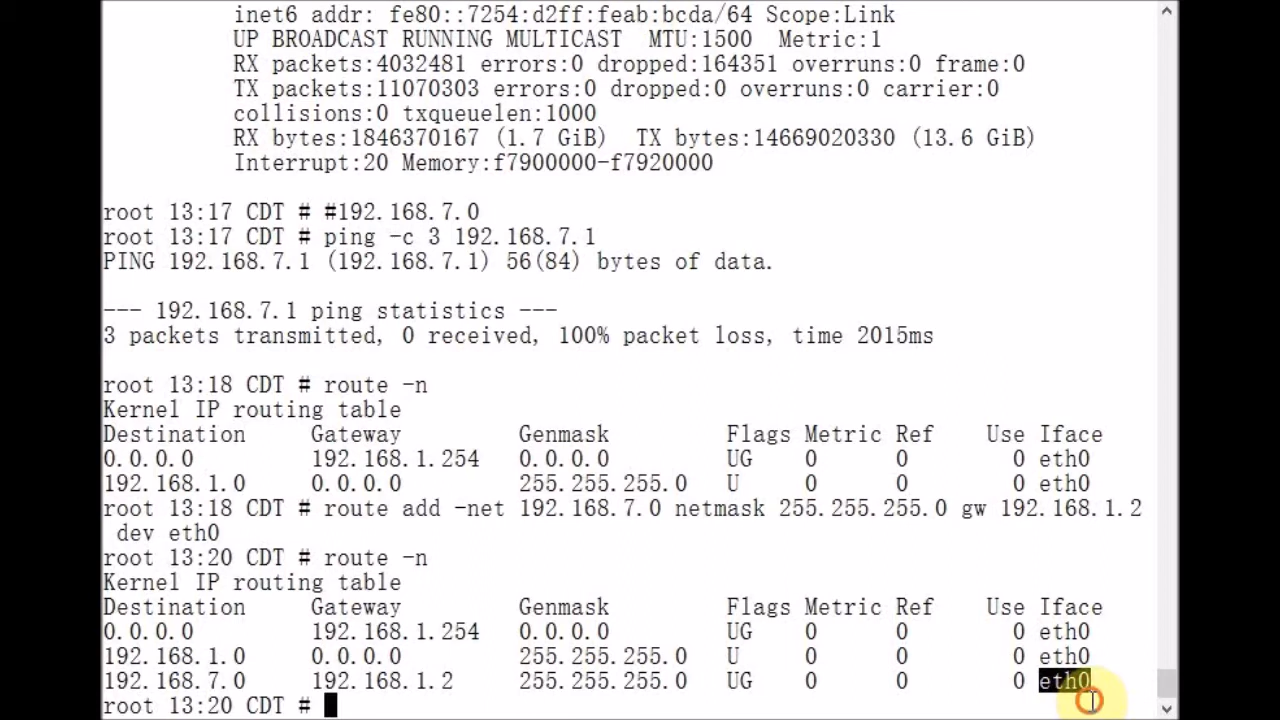 inet6 addr: fe80::7254:d2ff:feab:bcda/64 Scope:Link
UP BROADCAST RUNNING MULTICAST  MTU:1500  Metric:1
RX packets:4032481 errors:0 dropped:164351 overruns:0 frame:0
TX packets:11070303 errors:0 dropped:0 overruns:0 carrier:0
collisions:0 txqueuelen:1000
RX bytes:1846370167 (1.7 GiB)  TX bytes:14669020330 (13.6 GiB)
Interrupt:20 Memory:f7900000-f7920000
root 13:17 CDT # #192.168.7.0
root 13:17 CDT # ping -c 3 192.168.7.1
PING 192.168.7.1 (192.168.7.1) 56(84) bytes of data.
--- 192.168.7.1 ping statistics ---
3 packets transmitted, 0 received, 100% packet loss, time 2015ms
root 13:18 CDT # route -n
Kernel IP routing table
Destination     Gateway         Genmask         Flags Metric Ref    Use Iface
0.0.0.0         192.168.1.254   0.0.0.0         UG    0      0        0 eth0
192.168.1.0     0.0.0.0         255.255.255.0   U     0      0        0 eth0
root 13:18 CDT # route add -net 192.168.7.0 netmask 255.255.255.0 gw 192.168.1.2
 dev eth0
root 13:20 CDT # route -n
Kernel IP routing table
Destination     Gateway         Genmask         Flags Metric Ref    Use Iface
0.0.0.0         192.168.1.254   0.0.0.0         UG    0      0        0 eth0
192.168.1.0     0.0.0.0         255.255.255.0   U     0      0        0 eth0
192.168.7.0     192.168.1.2     255.255.255.0   UG    0      0        0 eth0
root 13:20 CDT #